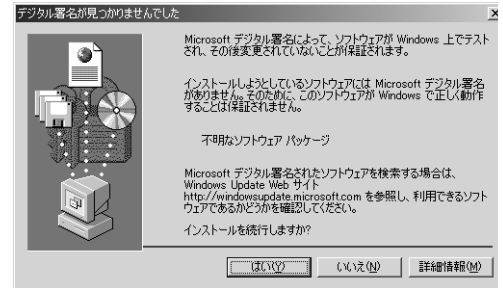 デジタル署名が見つかりませんでした
Microsoft デジタル署名によって、ソフトウェアが Windows 上でテスト
され、その後変更されていないことが保証されます。
インストールしようとしているソフトウェアには Microsoft デジタル署名
がありません。そのために、このソフトウェアが Windows で正しく動作
することは保証されません。
不明なソフトウェア パッケージ
Microsoft デジタル署名されたソフトウェアを検索する場合は、
Windows Update Web サイト
http://windowsupdate.microsoft.com を参照し、利用できるソフト
ウェアであるかどうかを確認してください。
インストールを続行しますか?
はい(Y) いいえ(N) 詳細情報(M)